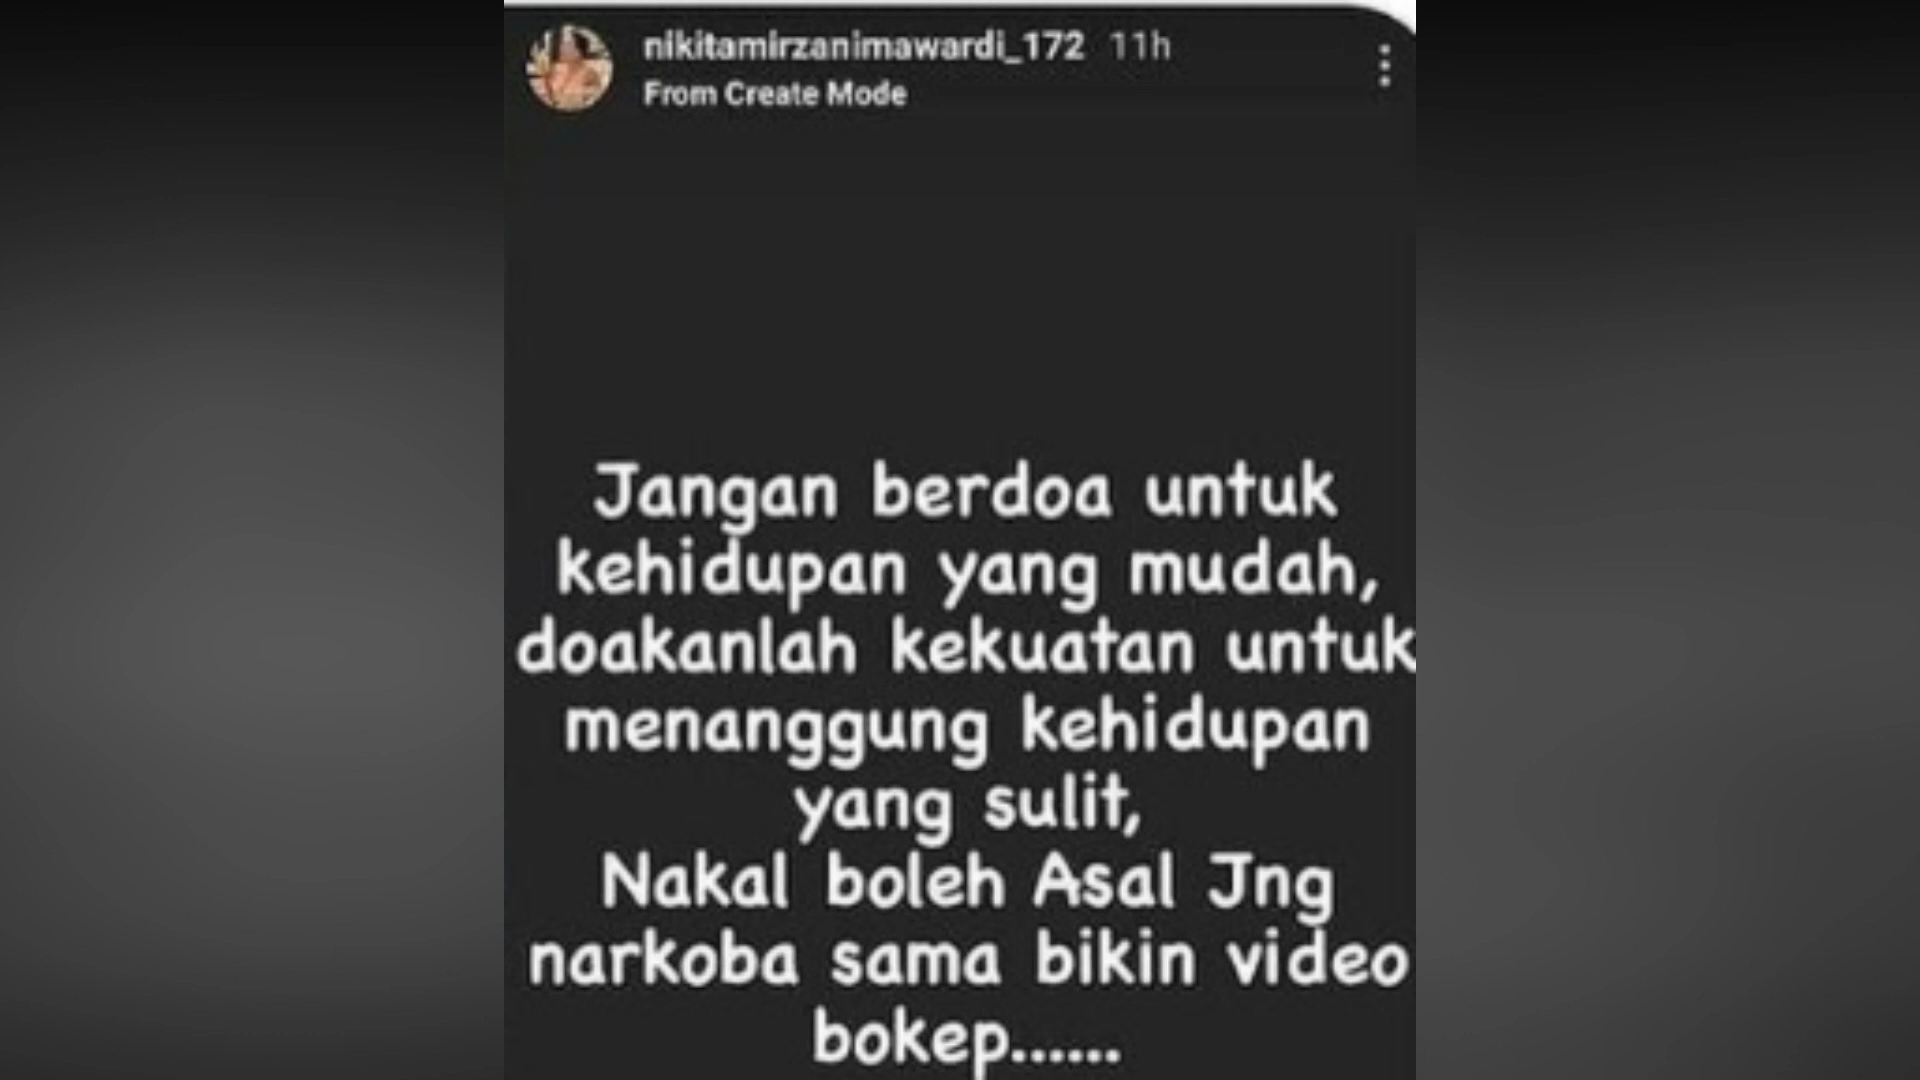 nikitamirzanimawardi_172 11h
From Create Mode
Jangan berdoa untuk
kehidupan yang mudah,
doakanlah kekuatan untuk
menanggung kehidupan
yang sulit,
Nakal boleh Asal Jng
narkoba sama bikin video
bokep......